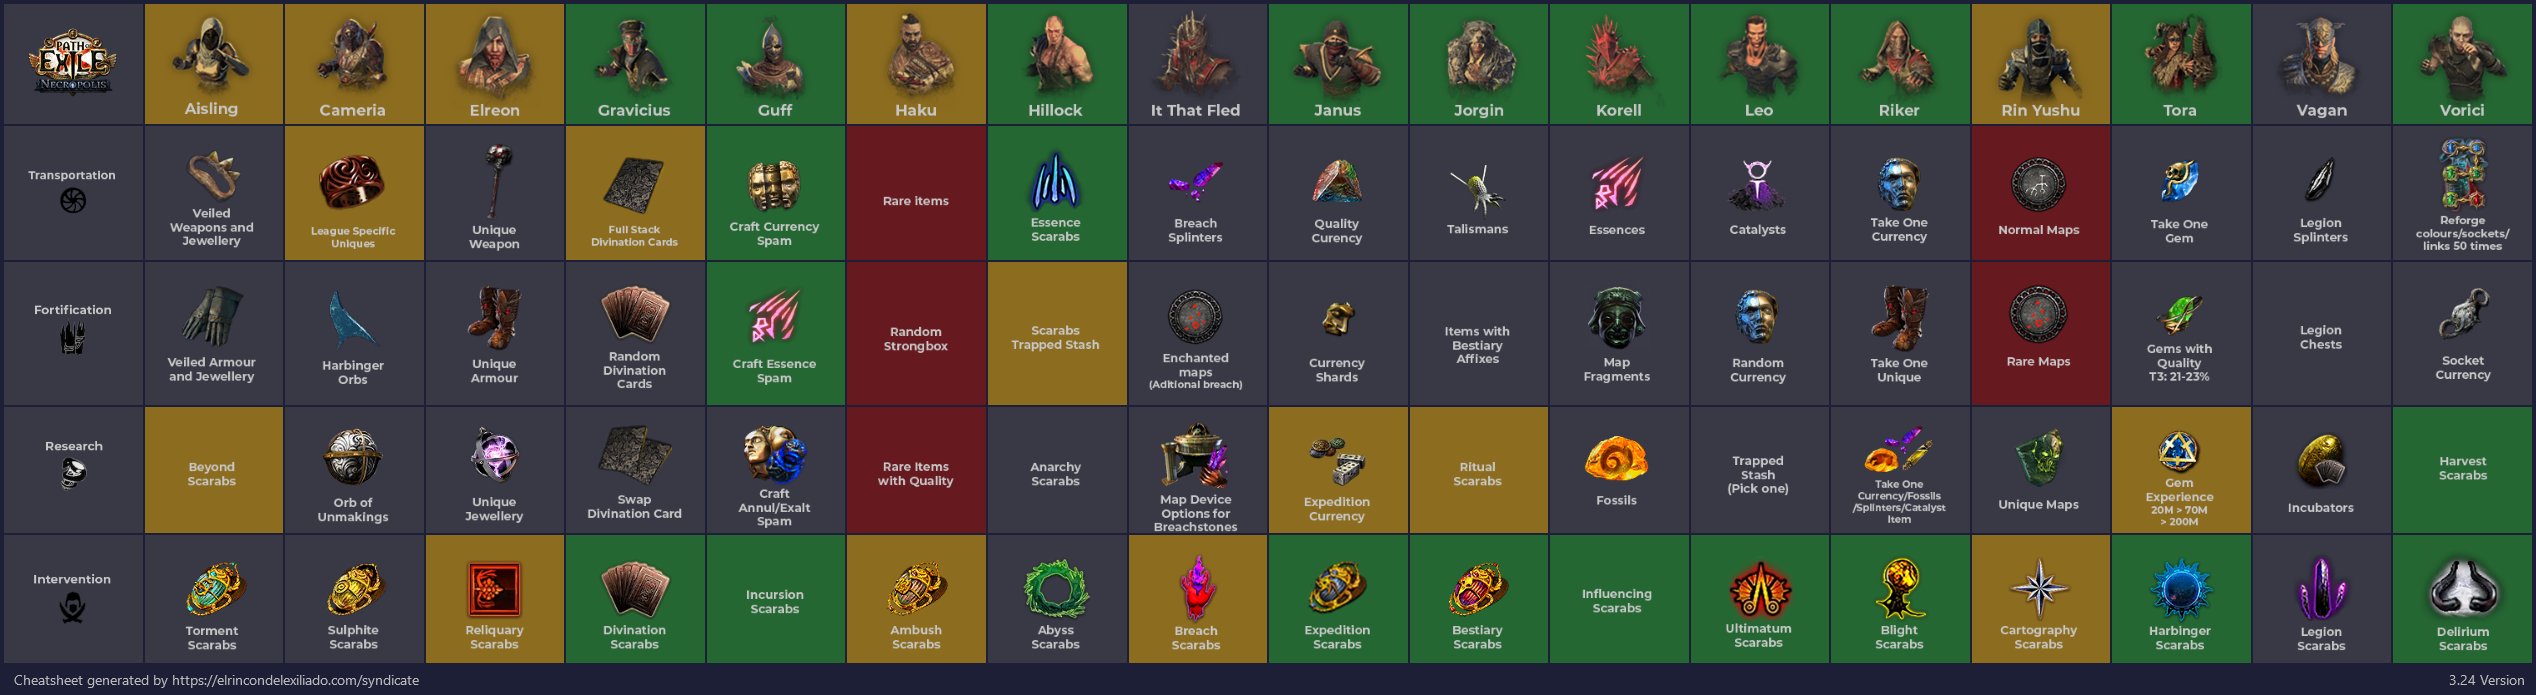 PATH OF
EXILE
NECROPOLIS
Aisling
Cameria
Elreon
Gravicius
Guff
Haku
Hillock
It That Fled
Janus
Jorgin
Korell
Leo
Riker
Rin Yushu
Tora
Vagan
Vorici
Transportation
Veiled
Weapons and
Jewellery
League Specific
Uniques
Unique
Weapon
Full Stack
Divination Cards
Craft Currency
Spam
Rare items
Essence
Scarabs
Breach
Splinters
Quality
Curency
Talismans
Essences
Catalysts
Take One
Currency
Normal Maps
Take One
Gem
Legion
Splinters
Reforge
colours/sockets/
links 50 times
Fortification
Veiled Armour
and Jewellery
Harbinger
Orbs
Unique
Armour
Random
Divination
Cards
Craft Essence
Spam
Random
Strongbox
Scarabs
Trapped Stash
Enchanted
maps
(Aditional breach)
Currency
Shards
Items with
Bestiary
Affixes
Map
Fragments
Random
Currency
Take One
Unique
Rare Maps
Gems with
Quality
T3: 21-23%
Legion
Chests
Socket
Currency
Research
Beyond
Scarabs
Orb of
Unmakings
Unique
Jewellery
Swap
Divination Card
Craft
Annul/Exalt
Spam
Rare Items
with Quality
Anarchy
Scarabs
Map Device
Options for
Breachstones
Expedition
Currency
Ritual
Scarabs
Fossils
Trapped
Stash
(Pick one)
Take One
Currency/Fossils
/Splinters/Catalyst
Item
Unique Maps
Gem
Experience
20M > 70M
> 200M
Incubators
Harvest
Scarabs
Intervention
Torment
Scarabs
Sulphite
Scarabs
Reliquary
Scarabs
Divination
Scarabs
Incursion
Scarabs
Ambush
Scarabs
Abyss
Scarabs
Breach
Scarabs
Expedition
Scarabs
Bestiary
Scarabs
Influencing
Scarabs
Ultimatum
Scarabs
Blight
Scarabs
Cartography
Scarabs
Harbinger
Scarabs
Legion
Scarabs
Delirium
Scarabs
Cheatsheet generated by https://elrincondelexiliado.com/syndicate
3.24 Version